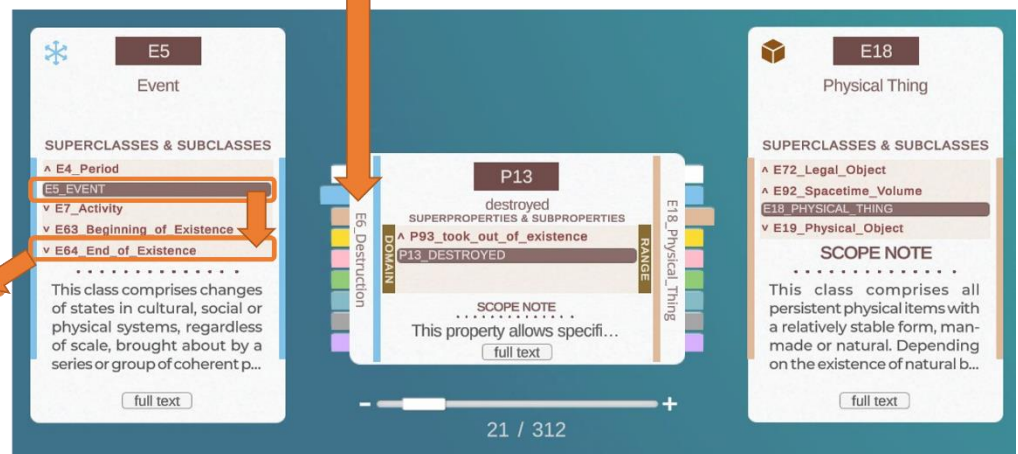 E5
Event
SUPERCLASSES & SUBCLASSES
^ E4_Period
E5_EVENT
v E7_Activity
v E63_Beginning_of_Existence
v E64_End_of_Existence
This class comprises changes
of states in cultural, social or
physical systems, regardless
of scale, brought about by a
series or group of coherent p...
full text
E6_Destruction
P13
destroyed
SUPERPROPERTIES & SUBPROPERTIES
DOMAIN
^ P93_took_out_of_existence
P13_DESTROYED
RANGE
SCOPE NOTE
This property allows specifi...
full text
E18_Physical_Thing
- +
21 / 312
E18
Physical Thing
SUPERCLASSES & SUBCLASSES
^ E72_Legal_Object
^ E92_Spacetime_Volume
E18_PHYSICAL_THING
v E19_Physical_Object
SCOPE NOTE
This class comprises all
persistent physical items with
a relatively stable form, man-
made or natural. Depending
on the existence of natural b...
full text